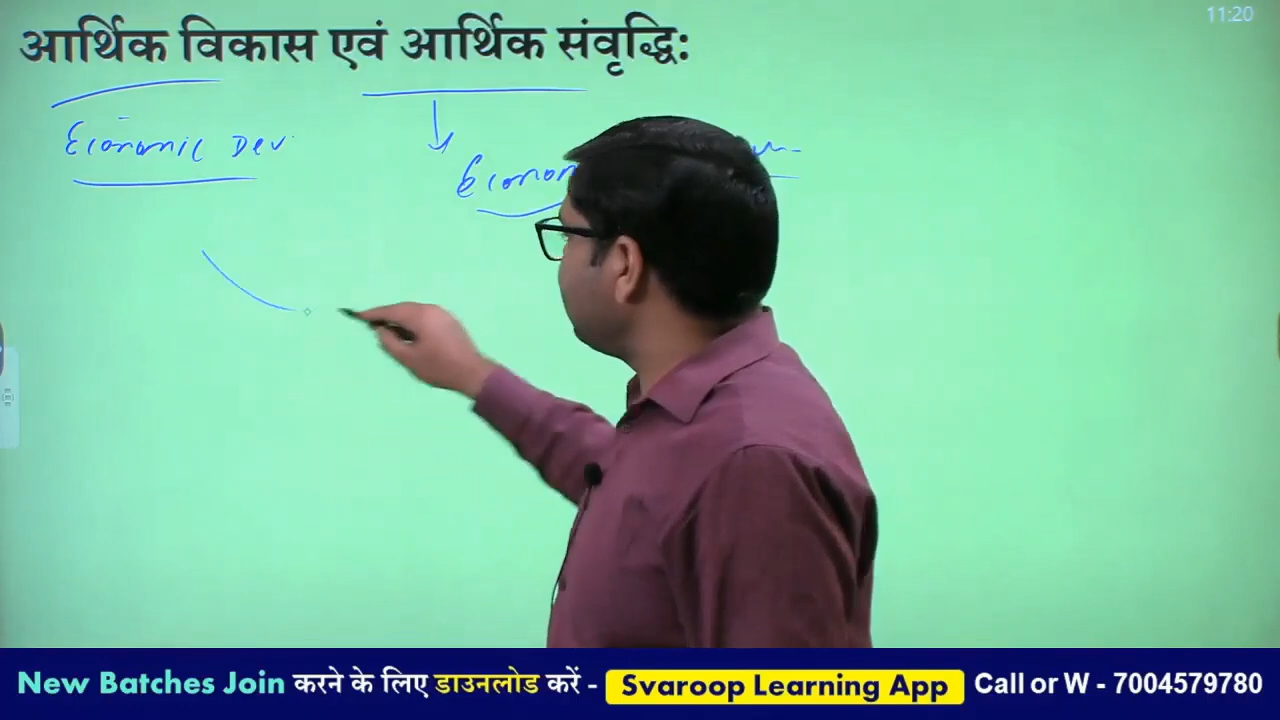 11:20
आर्थिक विकास एवं आर्थिक संवृद्धि:
Economic Dev.
Econom
New Batches Join करने के लिए डाउनलोड करें - Svaroop Learning App Call or W - 7004579780